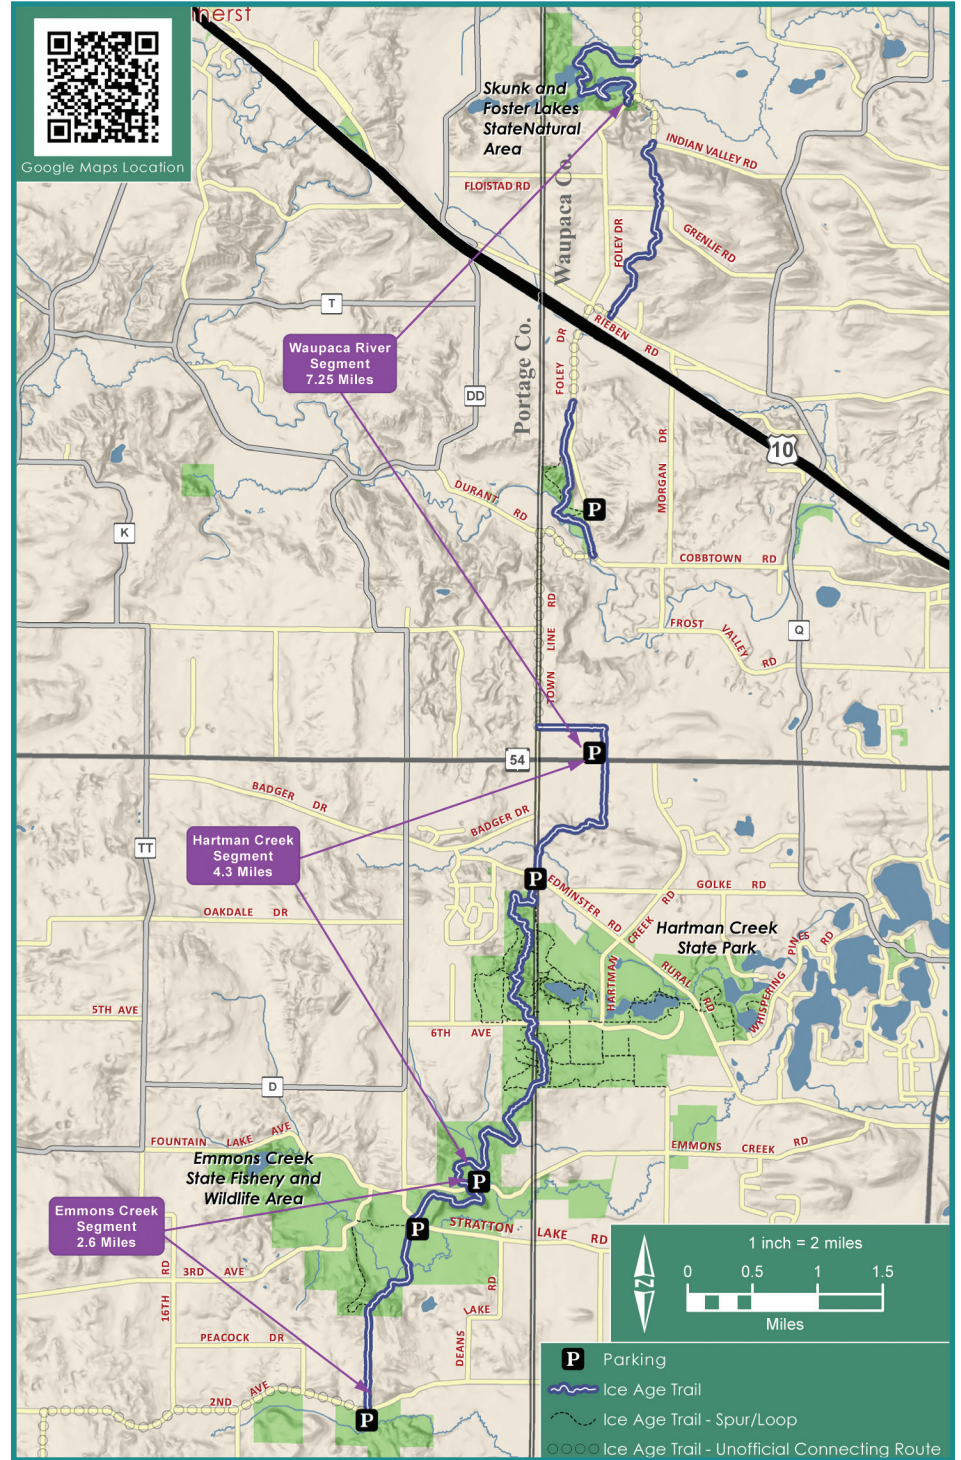 herst
Google Maps Location
Skunk and
Foster Lakes
StateNatural
Area
INDIAN VALLEY RD
FLOISTAD RD
Waupaca Co.
FOLEY DR
GRENLIE RD
T
Portage Co.
FOLEY DR
RIEBEN RD
Waupaca River
Segment
7.25 Miles
DD
10
MORGAN DR
DURANT RD
P
K
COBBTOWN RD
TOWN LINE RD
FROST VALLEY RD
Q
54
P
BADGER DR
BADGER DR
Hartman Creek
Segment
4.3 Miles
TT
P
EDMINSTER RD
GOLKE RD
OAKDALE DR
HARTMAN CREEK RD
Hartman Creek
State Park
RURAL RD
WHISPERING PINES RD
5TH AVE
6TH AVE
D
FOUNTAIN LAKE AVE
EMMONS CREEK RD
Emmons Creek
State Fishery and
Wildlife Area
P
Emmons Creek
Segment
2.6 Miles
P
STRATTON LAKE RD
3RD AVE
16TH RD
DEANS LAKE RD
PEACOCK DR
2ND AVE
P
N
1 inch = 2 miles
0 0.5 1 1.5
Miles
P Parking
Ice Age Trail
Ice Age Trail - Spur/Loop
Ice Age Trail - Unofficial Connecting Route